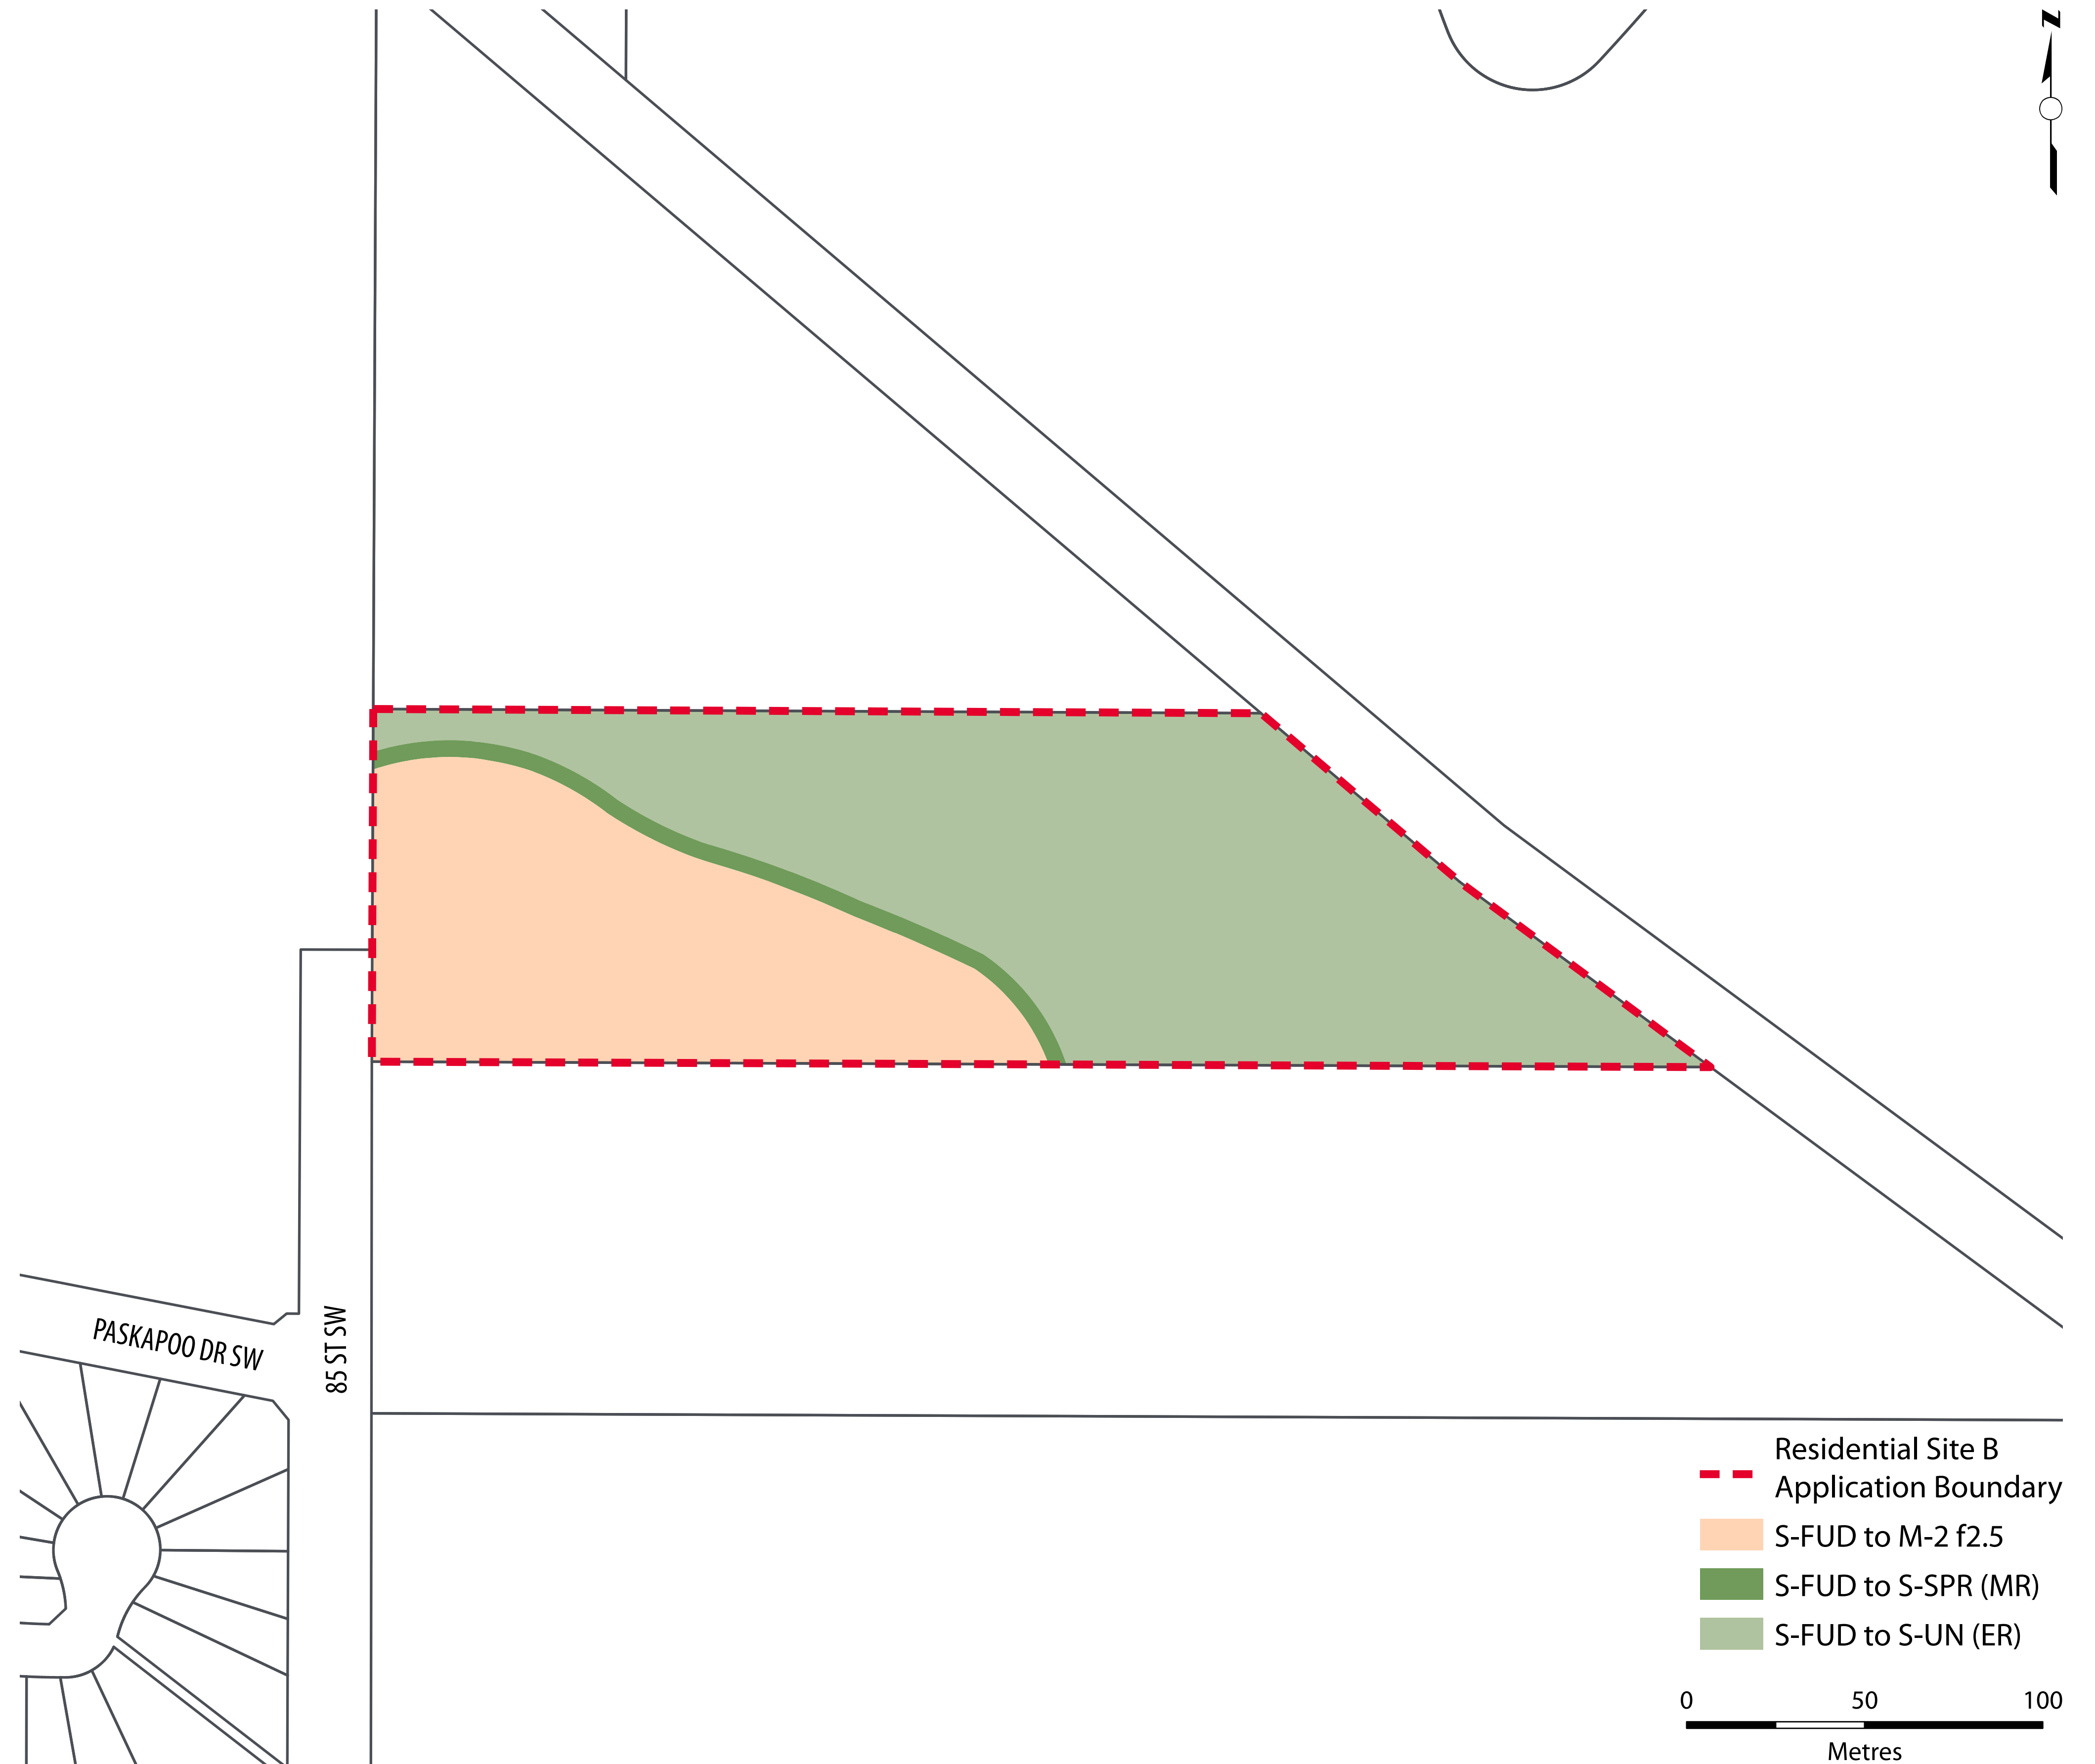 N
PASKAPOO DR SW
85 ST SW
Residential Site B
Application Boundary
S-FUD to M-2 f2.5
S-FUD to S-SPR (MR)
S-FUD to S-UN (ER)
0 50 100
Metres